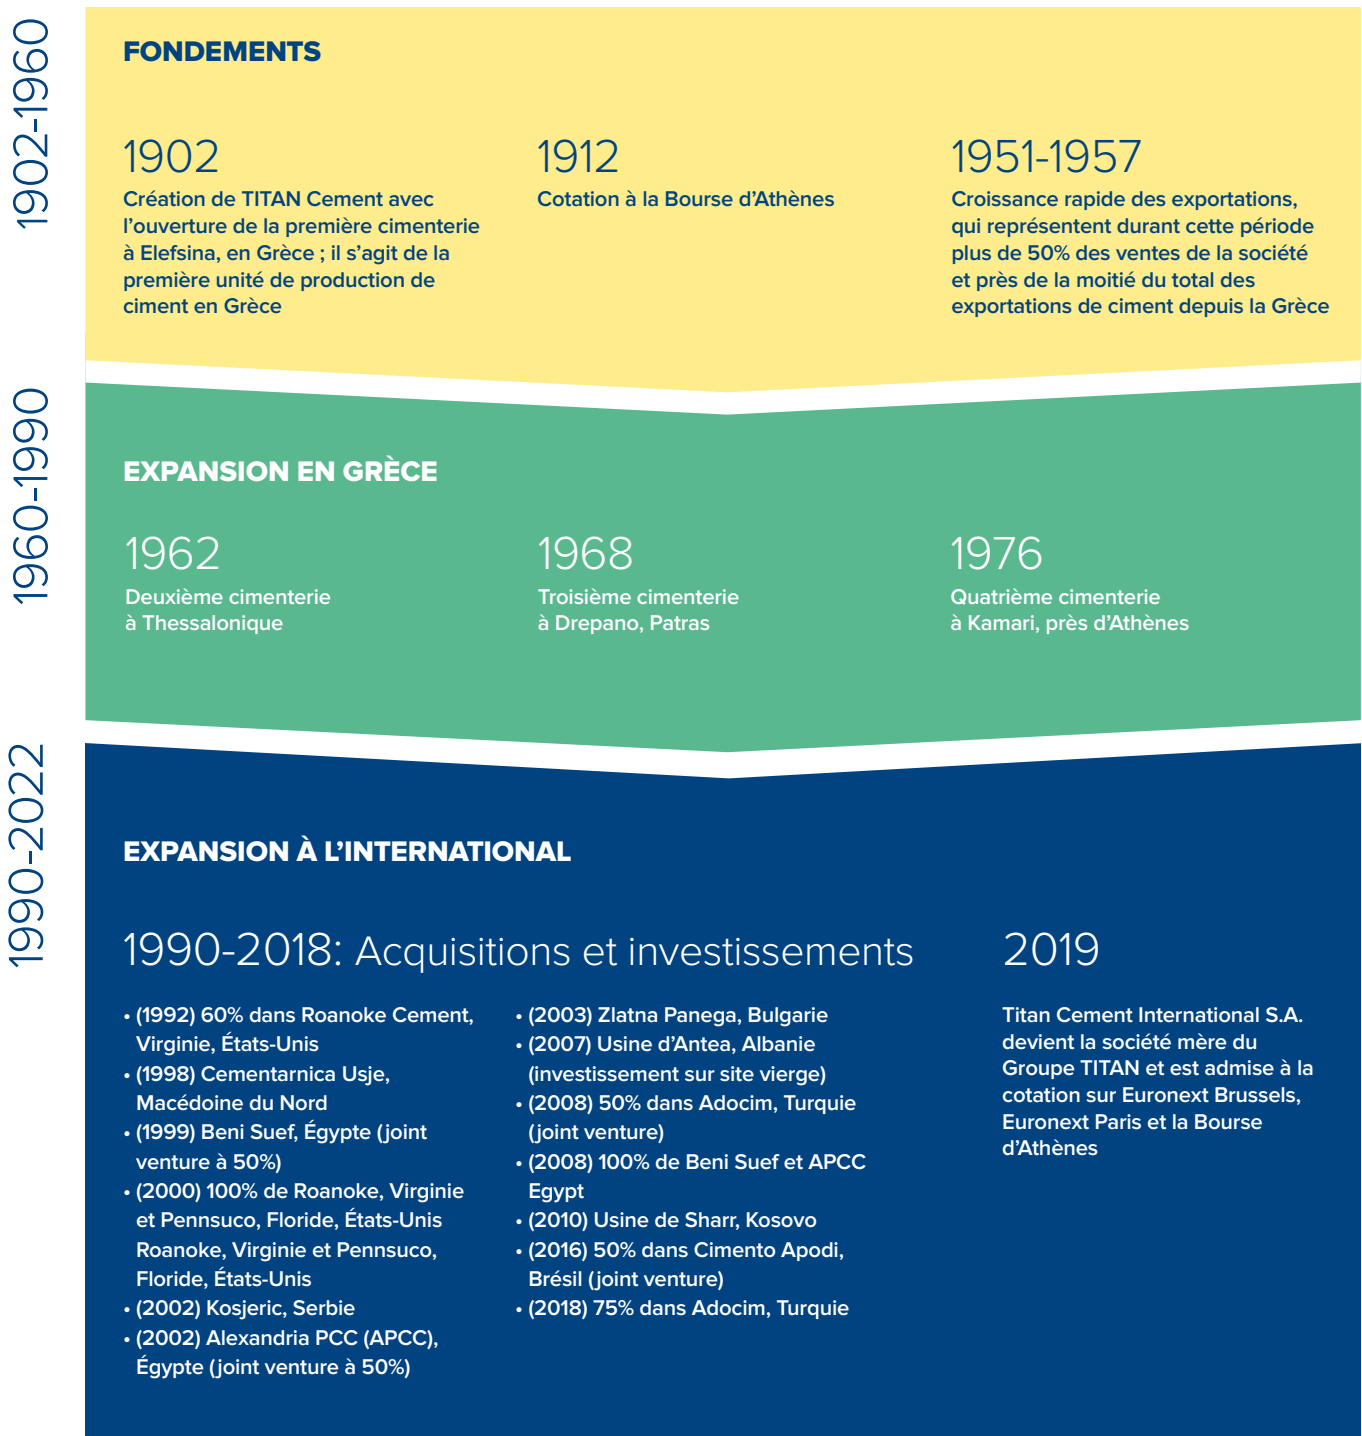 1902-1960
FONDEMENTS
1902
Création de TITAN Cement avec
l'ouverture de la première cimenterie
à Elefsina, en Grèce ; il s'agit de la
première unité de production de
ciment en Grèce
1912
Cotation à la Bourse d'Athènes
1951-1957
Croissance rapide des exportations,
qui représentent durant cette période
plus de 50% des ventes de la société
et près de la moitié du total des
exportations de ciment depuis la Grèce
1960-1990
EXPANSION EN GRÈCE
1962
Deuxième cimenterie
à Thessalonique
1968
Troisième cimenterie
à Drepano, Patras
1976
Quatrième cimenterie
à Kamari, près d'Athènes
1990-2022
EXPANSION À L'INTERNATIONAL
1990-2018: Acquisitions et investissements
• (1992) 60% dans Roanoke Cement,
Virginie, États-Unis
• (1998) Cementarnica Usje,
Macédoine du Nord
• (1999) Beni Suef, Égypte (joint
venture à 50%)
• (2000) 100% de Roanoke, Virginie
et Pennsuco, Floride, États-Unis
Roanoke, Virginie et Pennsuco,
Floride, États-Unis
• (2002) Kosjeric, Serbie
• (2002) Alexandria PCC (APCC),
Égypte (joint venture à 50%)
• (2003) Zlatna Panega, Bulgarie
• (2007) Usine d'Antea, Albanie
(investissement sur site vierge)
• (2008) 50% dans Adocim, Turquie
(joint venture)
• (2008) 100% de Beni Suef et APCC
Egypt
• (2010) Usine de Sharr, Kosovo
• (2016) 50% dans Cimento Apodi,
Brésil (joint venture)
• (2018) 75% dans Adocim, Turquie
2019
Titan Cement International S.A.
devient la société mère du
Groupe TITAN et est admise à la
cotation sur Euronext Brussels,
Euronext Paris et la Bourse
d'Athènes